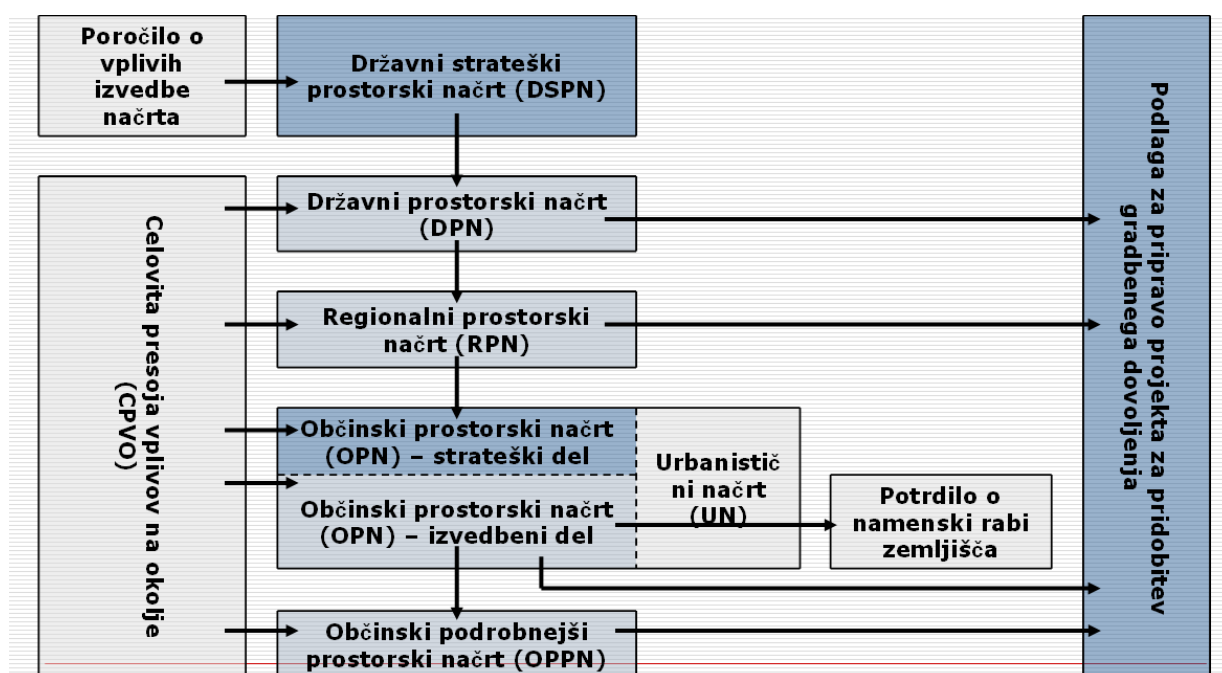 Poročilo o
vplivih
izvedbe
načrta
Državni strateški
prostorski načrt (DSPN)
Celovita presoja vplivov na okolje
(CPVO)
Državni prostorski načrt
(DPN)
Regionalni prostorski
načrt (RPN)
Občinski prostorski načrt
(OPN) – strateški del
Občinski prostorski načrt
(OPN) – izvedbeni del
Urbanistič
ni načrt
(UN)
Potrdilo o
namenski rabi
zemljišča
Občinski podrobnejši
prostorski načrt (OPPN)
Podlaga za pripravo projekta za pridobitev
gradbenega dovoljenja